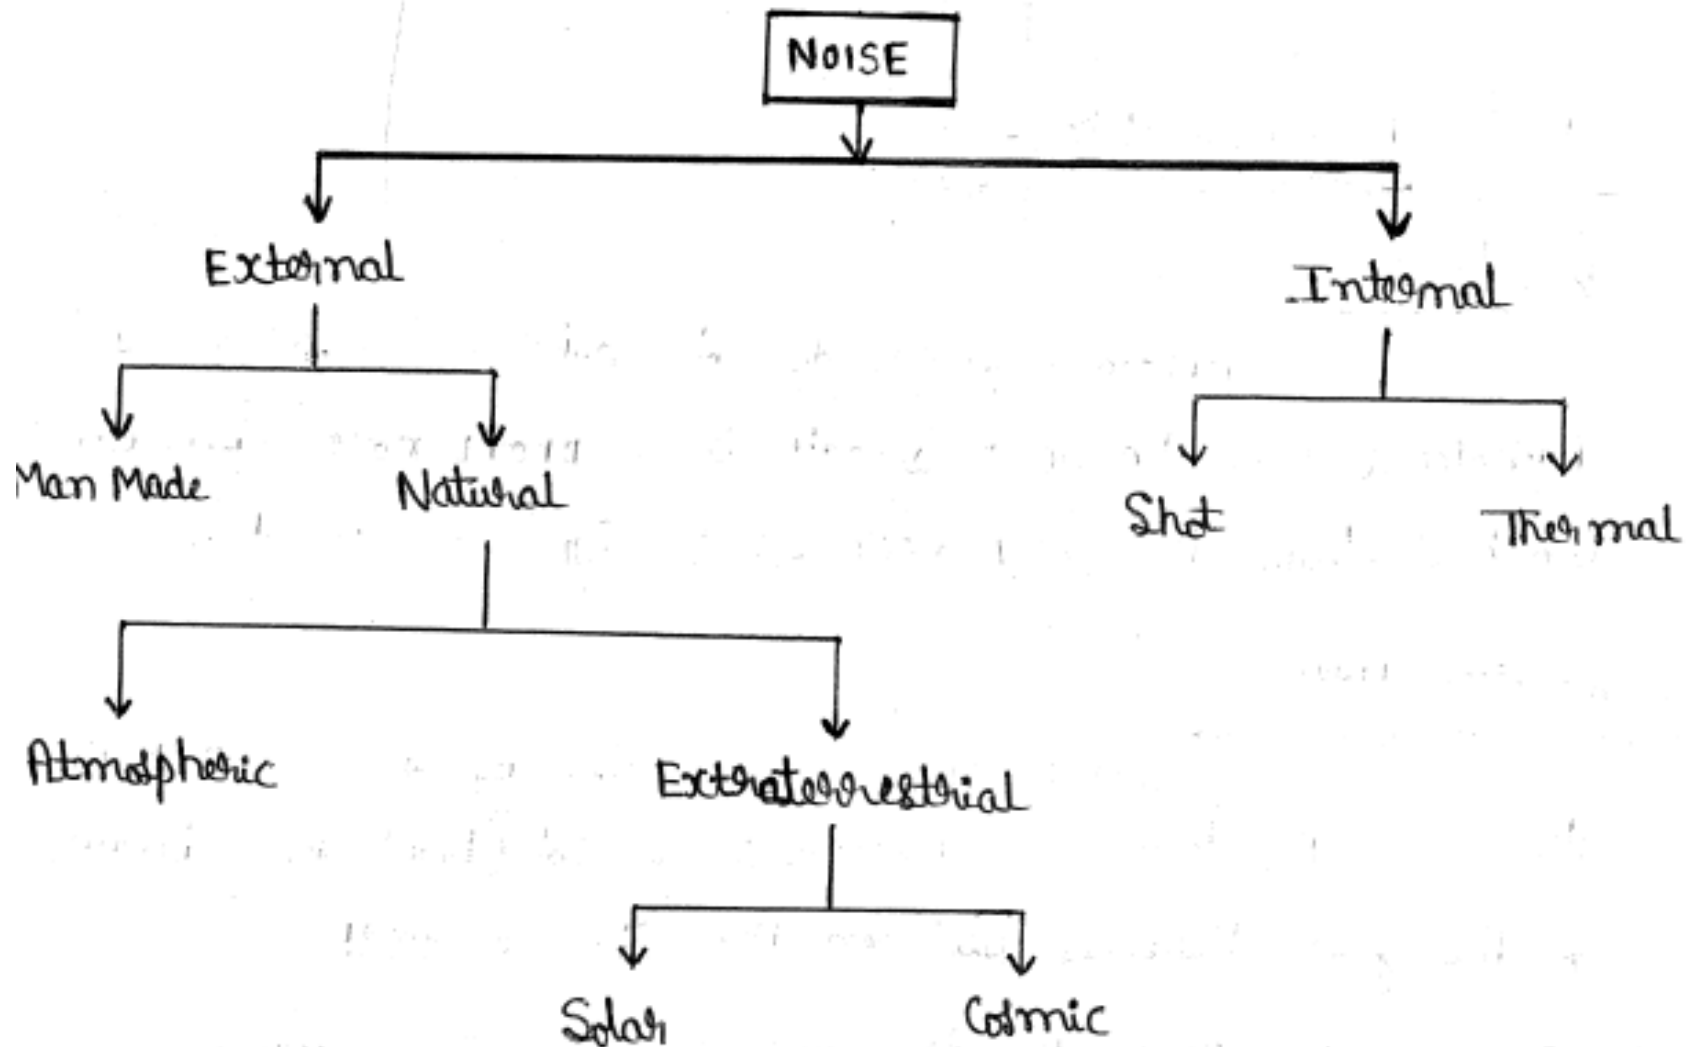 NOISE
External
Internal
Man Made
Natural
Shot
Thermal
Atmospheric
Extraterrestrial
Solar
Cosmic